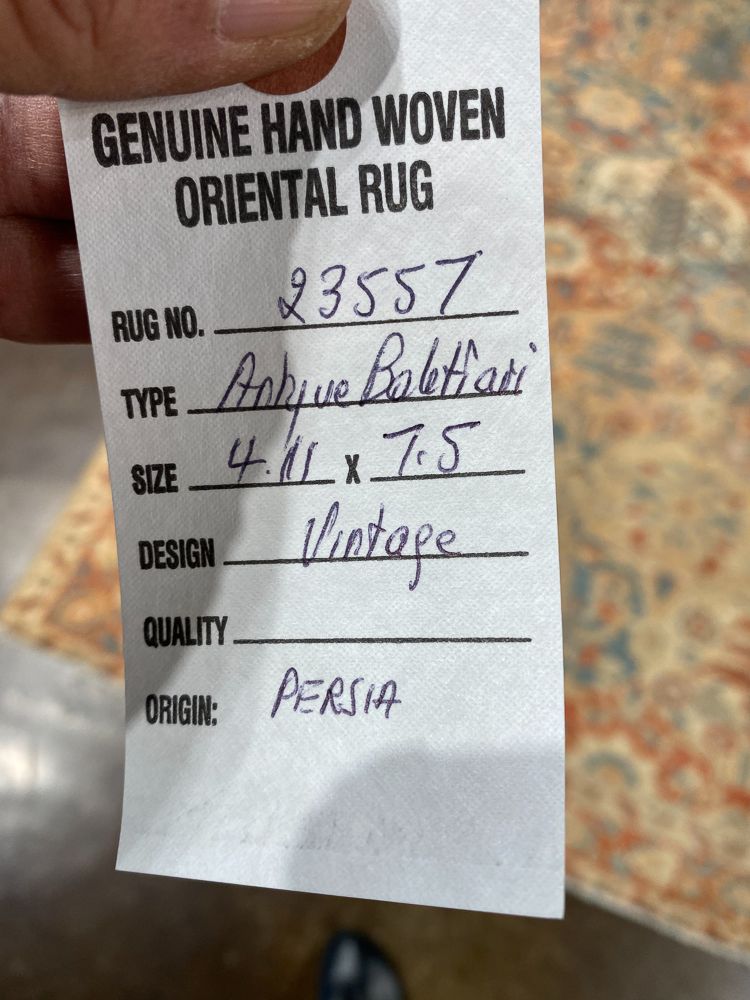 GENUINE HAND WOVEN
ORIENTAL RUG
RUG NO. 23557
TYPE Antique
SIZE 4.11 x 7.5
DESIGN Vintage
QUALITY
ORIGIN: PERSIA